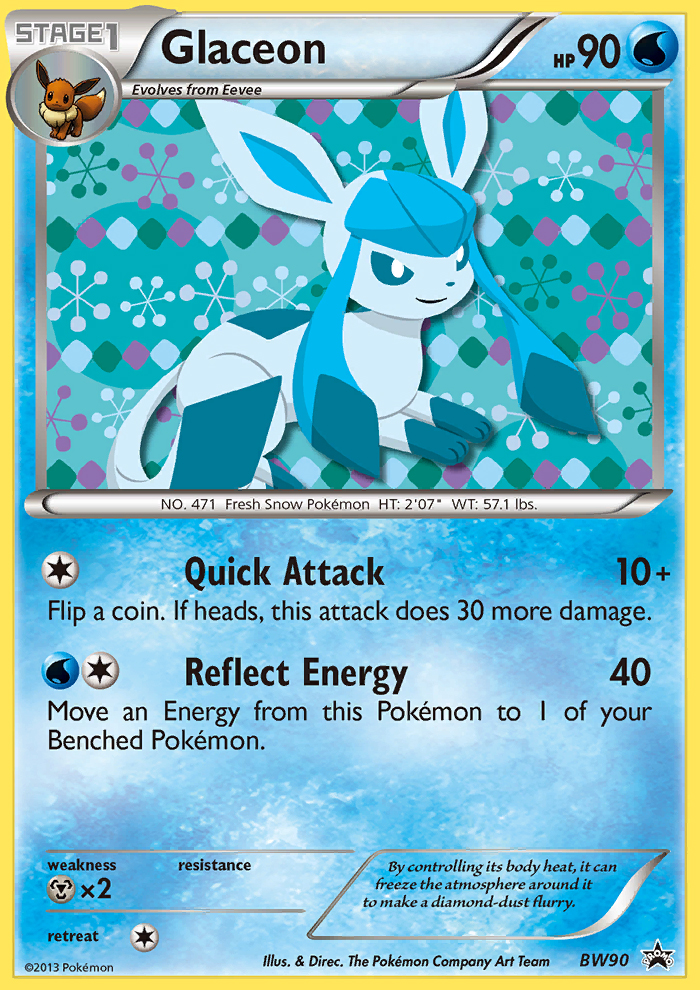 STAGE1
Glaceon
HP 90
Evolves from Eevee
NO. 471 Fresh Snow Pokémon HT: 2'07" WT: 57.1 lbs.
Quick Attack 10+
Flip a coin. If heads, this attack does 30 more damage.
Reflect Energy 40
Move an Energy from this Pokémon to 1 of your
Benched Pokémon.
weakness resistance
×2
By controlling its body heat, it can
freeze the atmosphere around it
to make a diamond-dust flurry.
retreat
©2013 Pokémon Illus. & Direc. The Pokémon Company Art Team BW90 PROMO